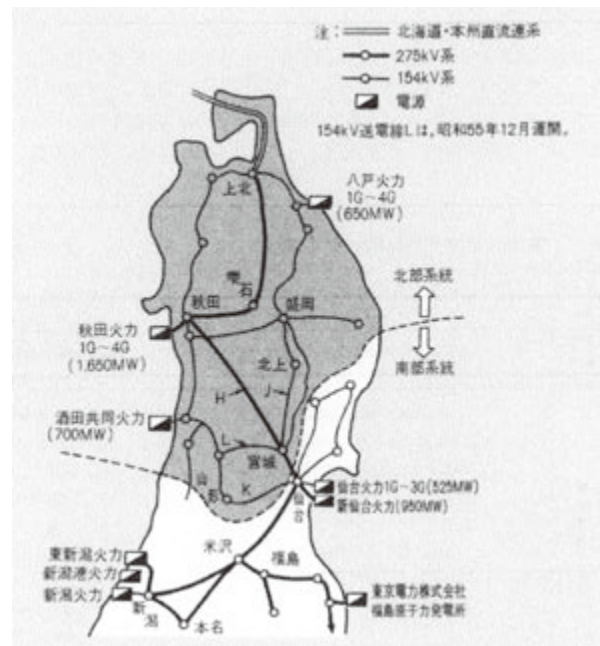 注：北海道・本州直流連系
275kV系
154kV系
電源
154kV送電線Lは,昭和55年12月運開。
上北
八戸火力
1G〜4G
(650MW)
雫石
秋田
盛岡
北部系統
秋田火力
1G〜4G
(1,650MW)
南部系統
北上
H
J
酒田共同火力
(700MW)
L
宮城
山形
K
仙台
仙台火力1G〜3G(525MW)
新仙台火力(950MW)
米沢
福島
東新潟火力
新潟港火力
新潟火力
新潟
本名
東京電力株式会社
福島原子力発電所